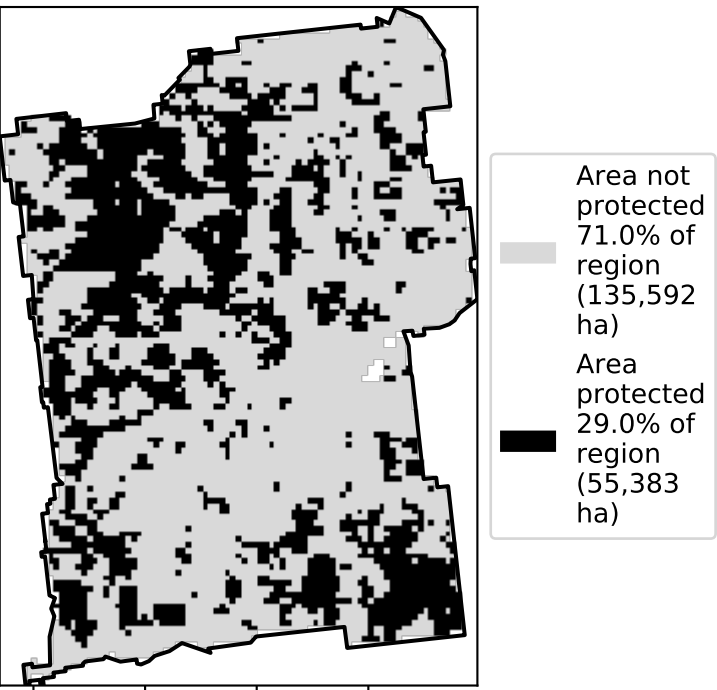 Area not
protected
71.0% of
region
(135,592
ha)
Area
protected
29.0% of
region
(55,383
ha)